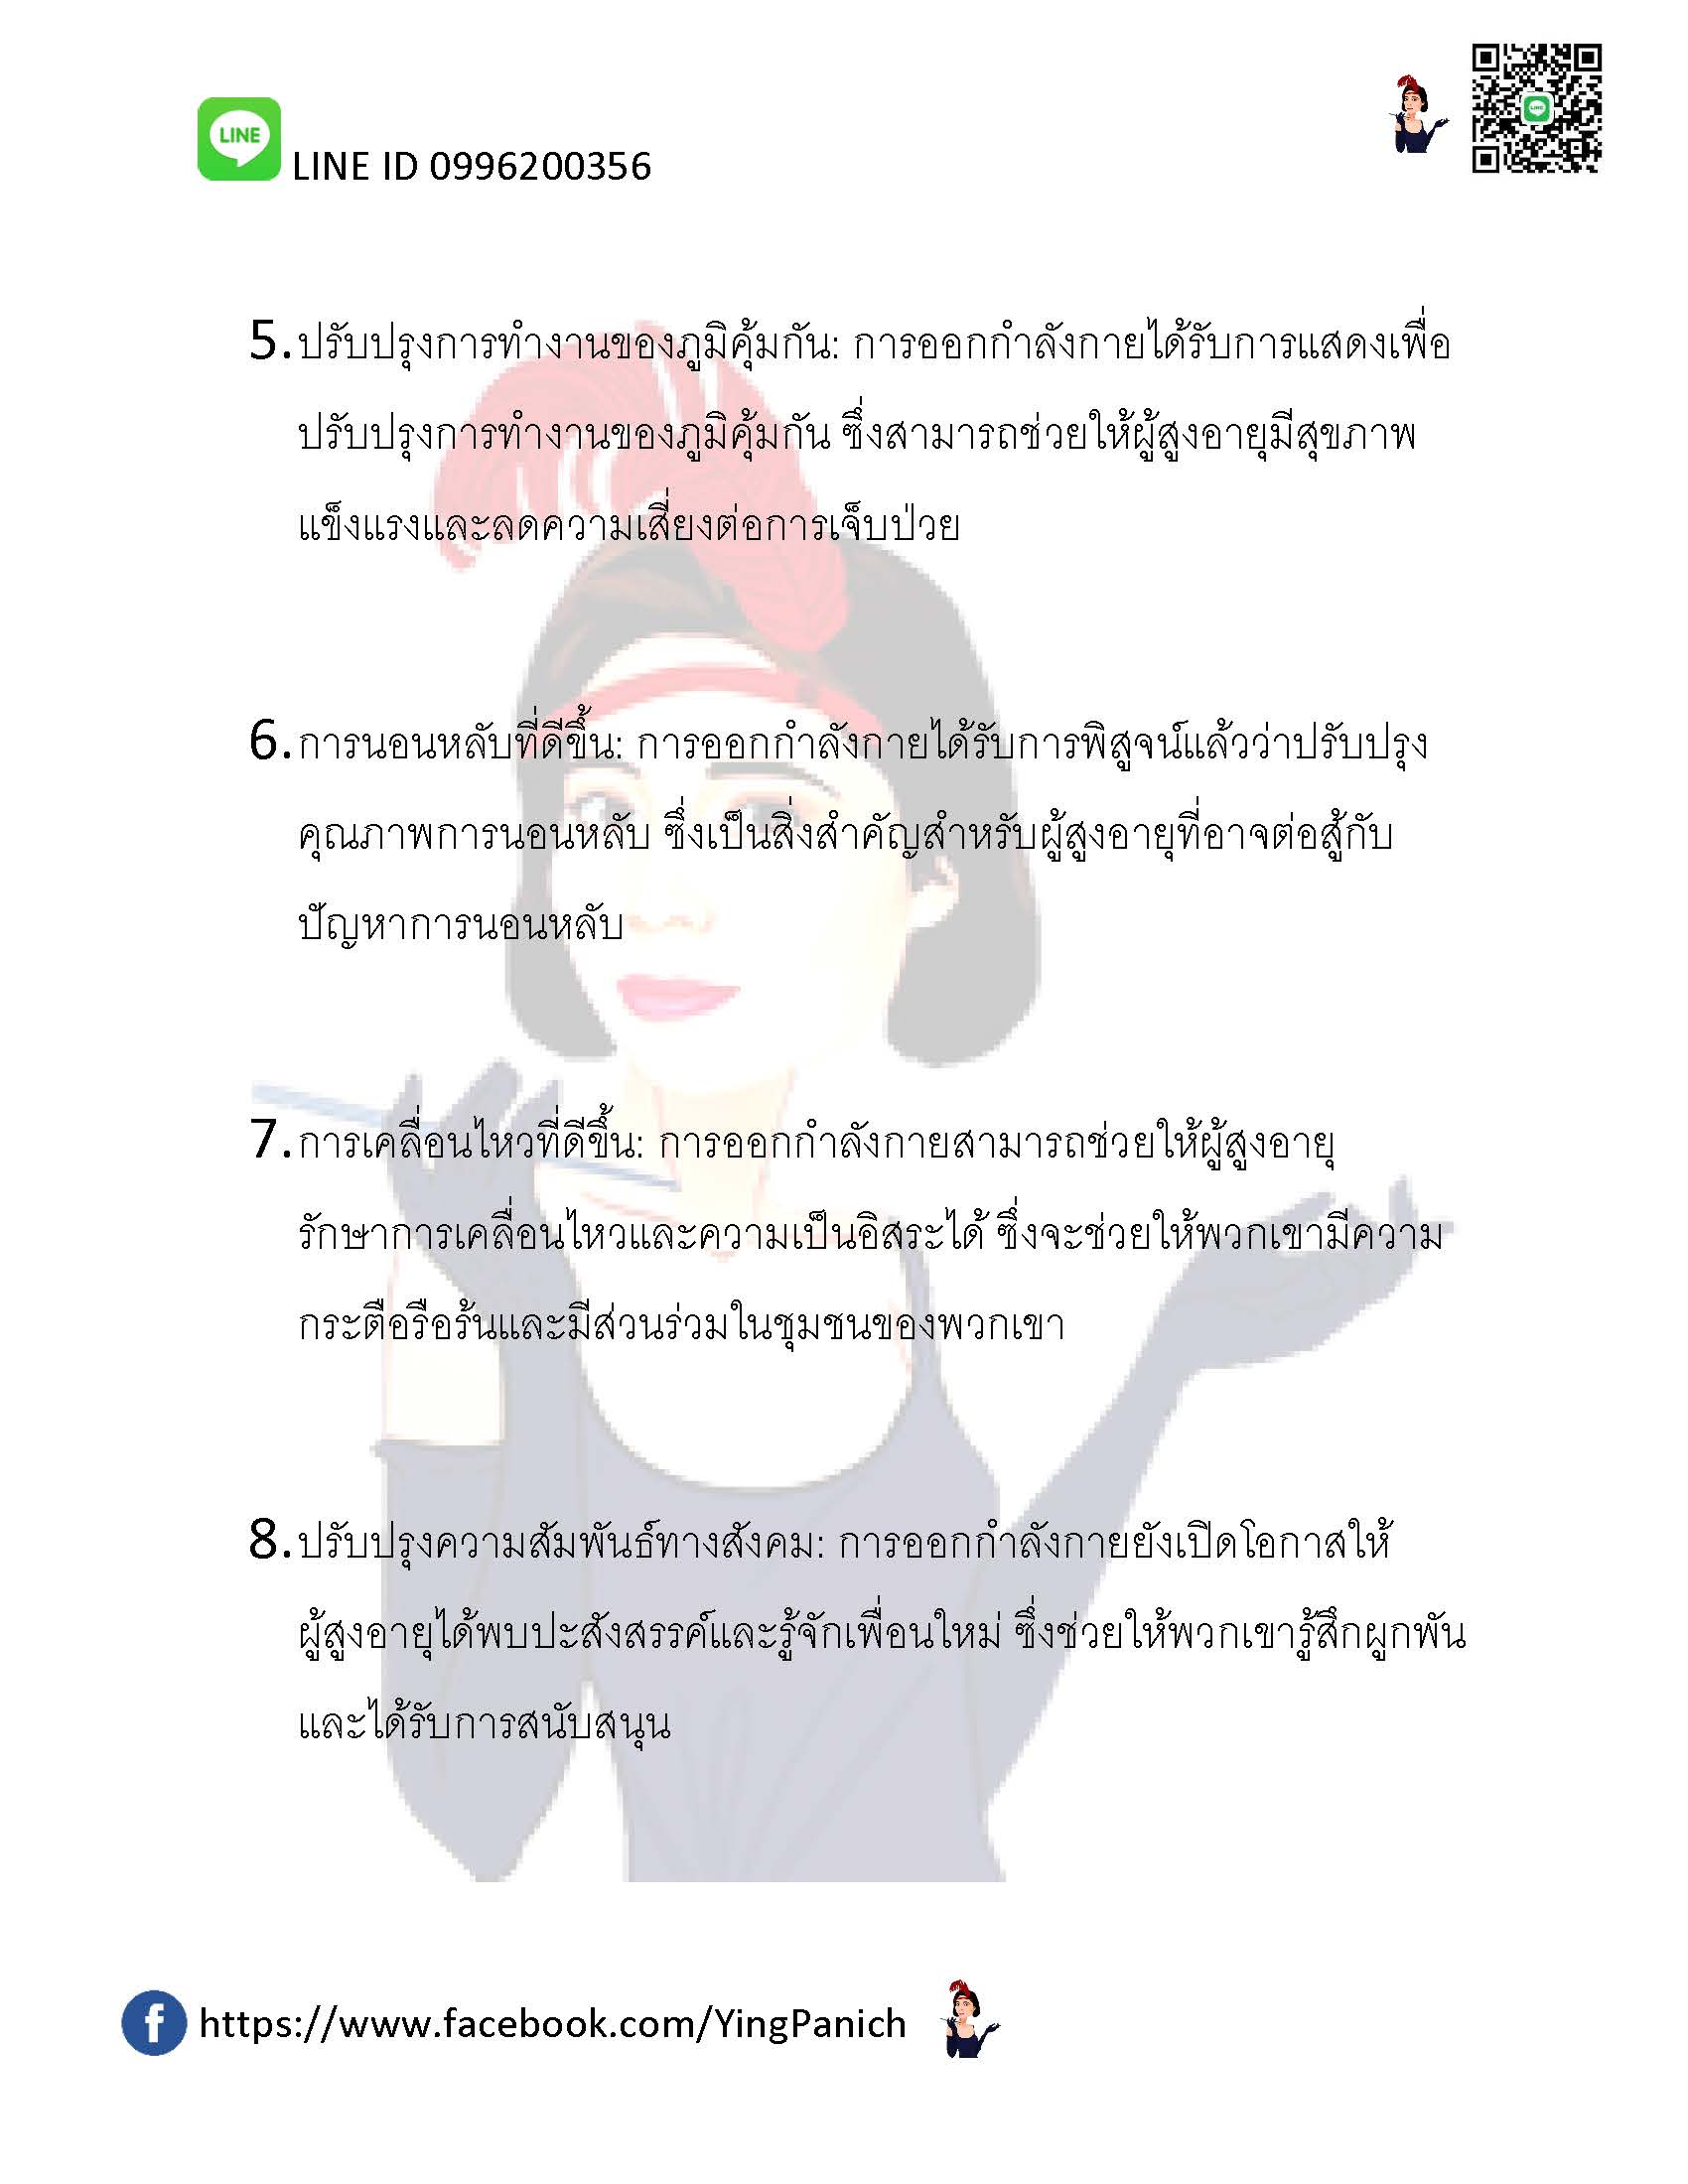 LINE
LINE ID 0996200356
5. ปรับปรุงการทำงานของภูมิคุ้มกัน: การออกกำลังกายได้รับการแสดงเพื่อ
ปรับปรุงการทำงานของภูมิคุ้มกัน ซึ่งสามารถช่วยให้ผู้สูงอายุมีสุขภาพ
แข็งแรงและลดความเสี่ยงต่อการเจ็บป่วย
6. การนอนหลับที่ดีขึ้น: การออกกำลังกายได้รับการพิสูจน์แล้วว่าปรับปรุง
คุณภาพการนอนหลับ ซึ่งเป็นสิ่งสำคัญสำหรับผู้สูงอายุที่อาจต่อสู้กับ
ปัญหาการนอนหลับ
7. การเคลื่อนไหวที่ดีขึ้น: การออกกำลังกายสามารถช่วยให้ผู้สูงอายุ
รักษาการเคลื่อนไหวและความเป็นอิสระได้ ซึ่งจะช่วยให้พวกเขามีความ
กระตือรือร้นและมีส่วนร่วมในชุมชนของพวกเขา
8. ปรับปรุงความสัมพันธ์ทางสังคม: การออกกำลังกายยังเปิดโอกาสให้
ผู้สูงอายุได้พบปะสังสรรค์และรู้จักเพื่อนใหม่ ซึ่งช่วยให้พวกเขารู้สึกผูกพัน
และได้รับการสนับสนุน
https://www.facebook.com/YingPanich